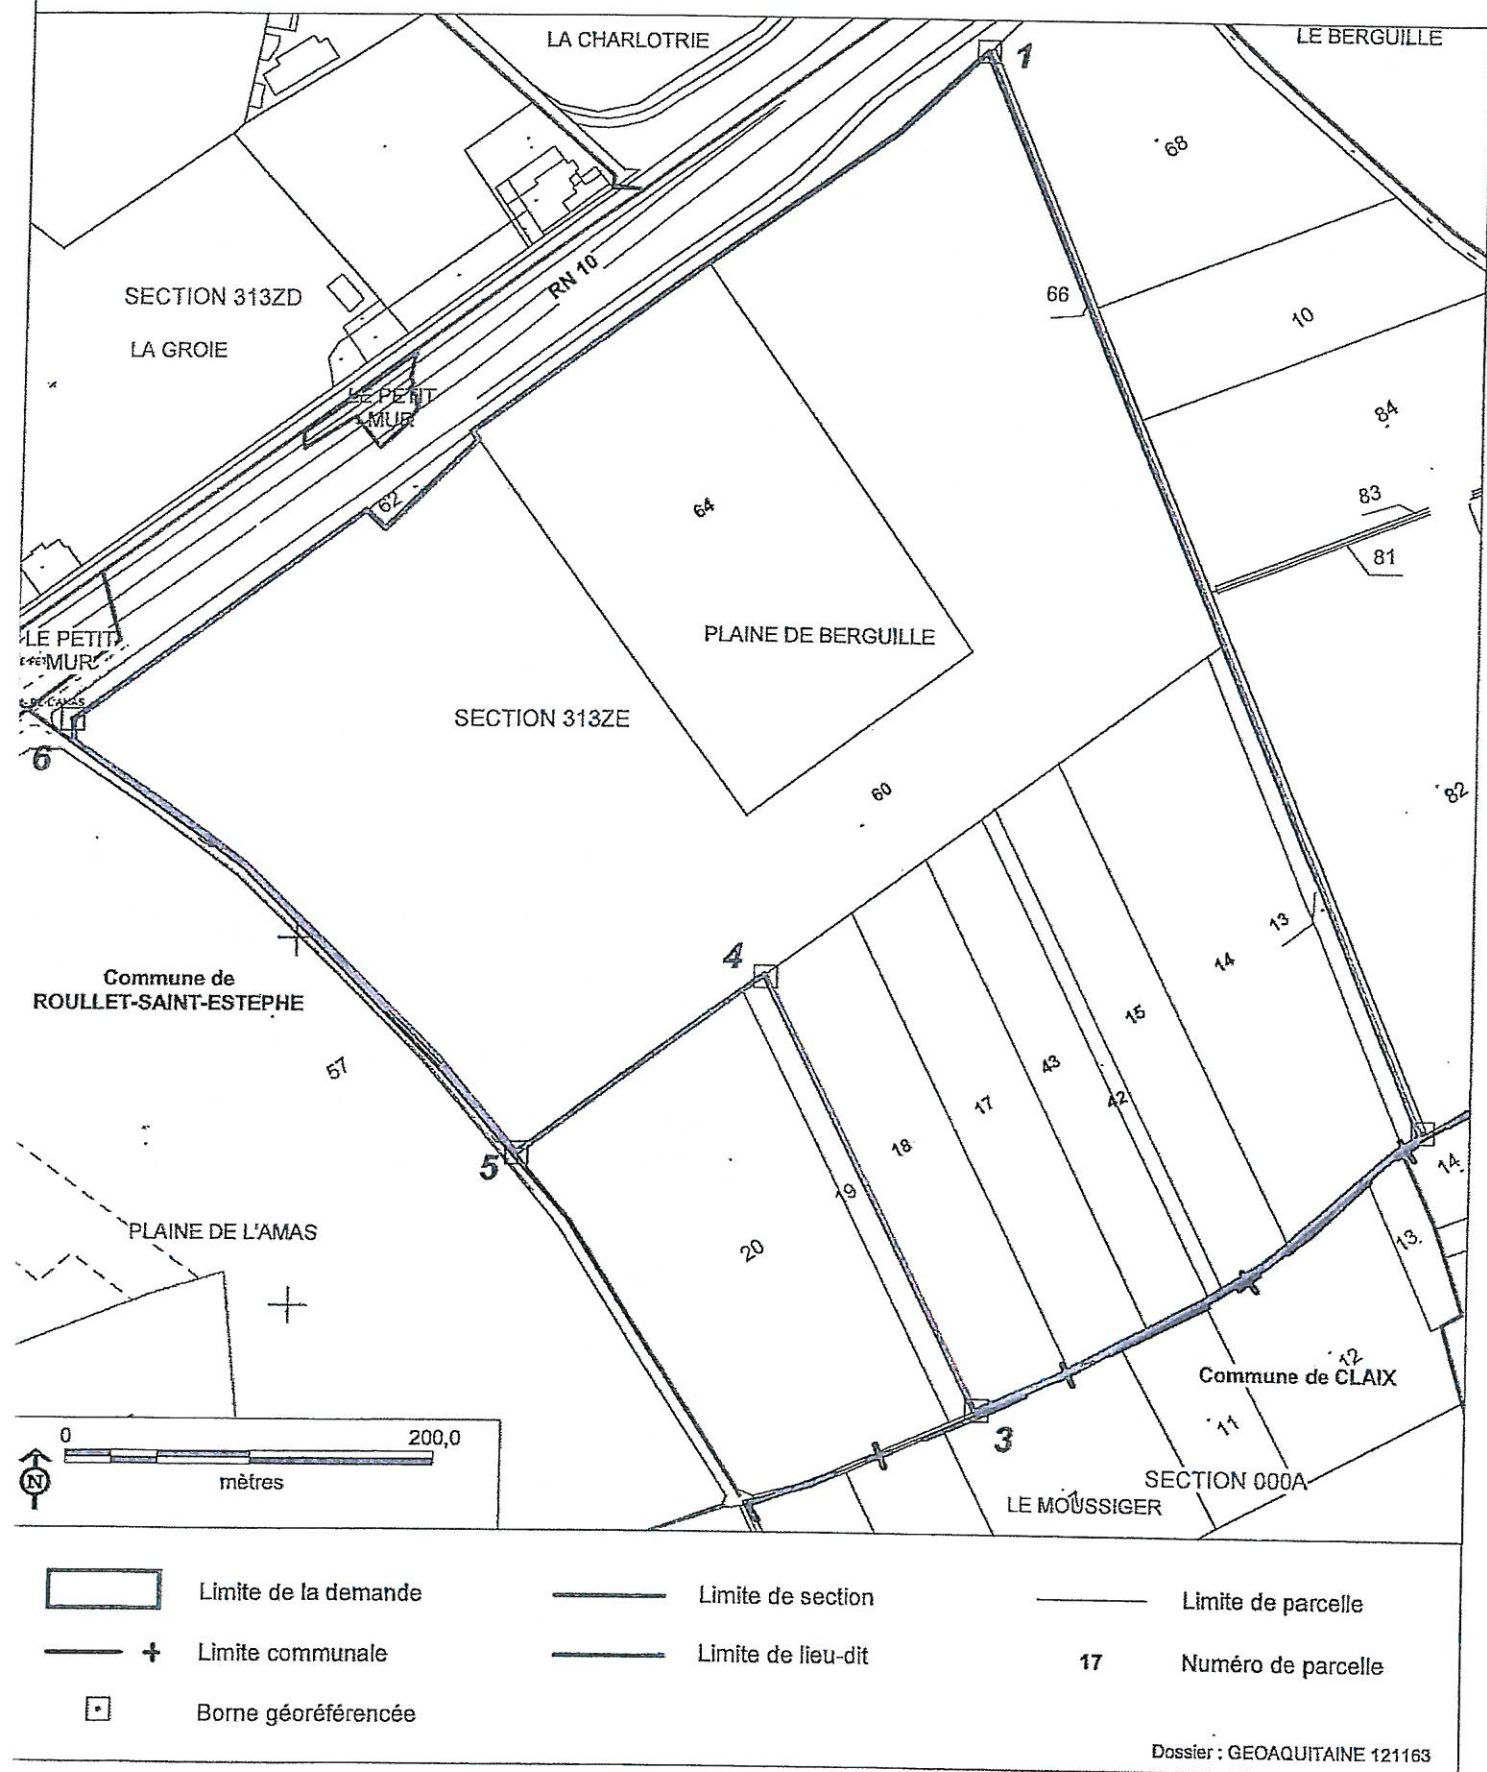 LA CHARLOTRIE
LE BERGUILLE
1
68
SECTION 313ZD
RN 10
66
10
LA GROIE
LE PETIT
MUR
84
62
64
83
81
LE PETIT
MUR
PLAINE DE BERGUILLE
SECTION 313ZE
6
60
82
4
13
14
Commune de
ROULLET-SAINT-ESTEPHE
15
57
43
42
17
18
5
19
14
20
13
PLAINE DE L'AMAS
12
Commune de CLAIX
11
3
SECTION 000A
LE MOUSSIGER
0
200,0
mètres
N
Limite de la demande
Limite de section
Limite de parcelle
Limite communale
Limite de lieu-dit
17
Numéro de parcelle
Borne géoréférencée
Dossier : GEOAQUITAINE 121163